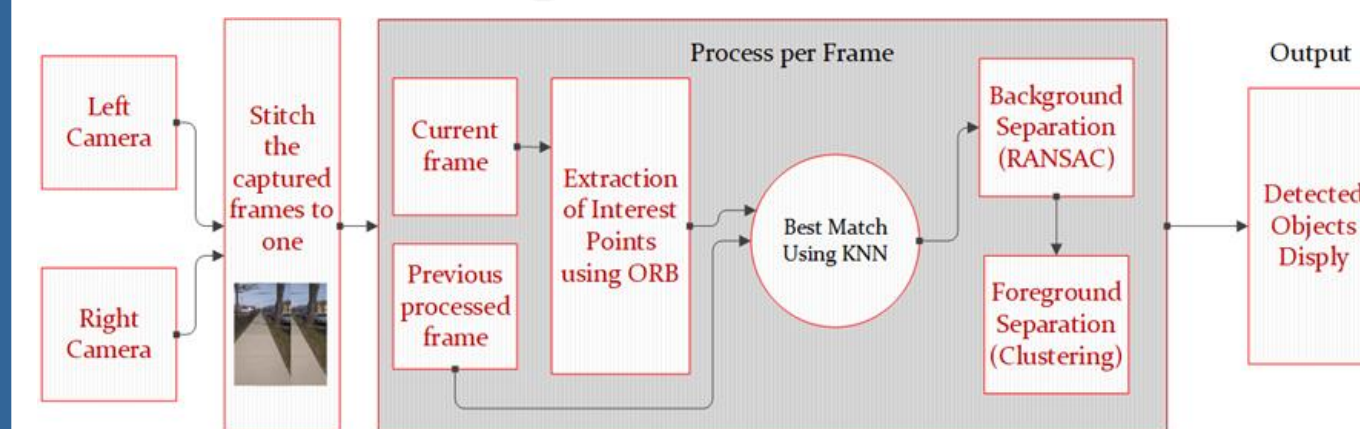 Left
Camera
Right
Camera
Stitch
the
captured
frames to
one
Process per Frame
Current
frame
Previous
processed
frame
Extraction
of Interest
Points
using ORB
Best Match
Using KNN
Background
Separation
(RANSAC)
Foreground
Separation
(Clustering)
Output
Detected
Objects
Disply